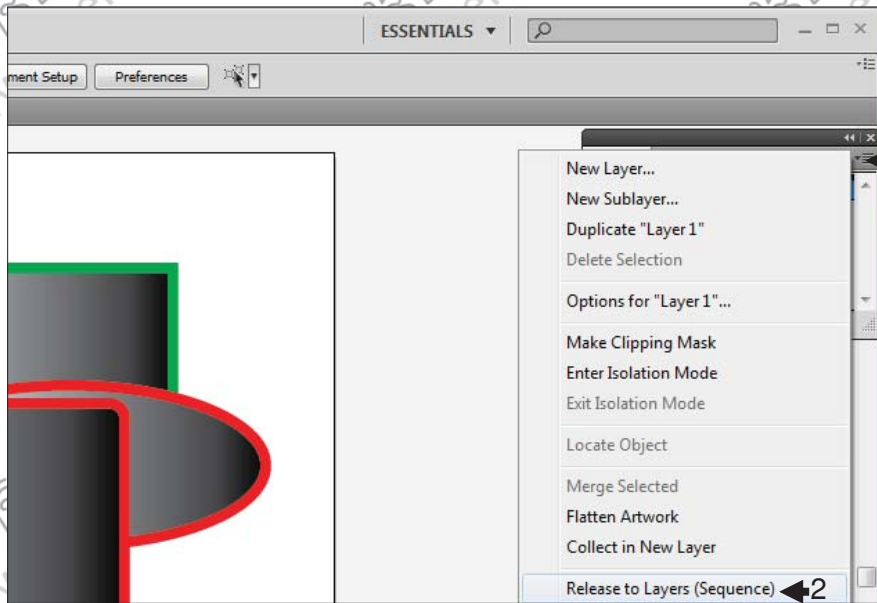 ESSENTIALS
ment Setup Preferences
New Layer...
New Sublayer...
Duplicate "Layer 1"
Delete Selection
Options for "Layer 1"...
Make Clipping Mask
Enter Isolation Mode
Exit Isolation Mode
Locate Object
Merge Selected
Flatten Artwork
Collect in New Layer
Release to Layers (Sequence) 2